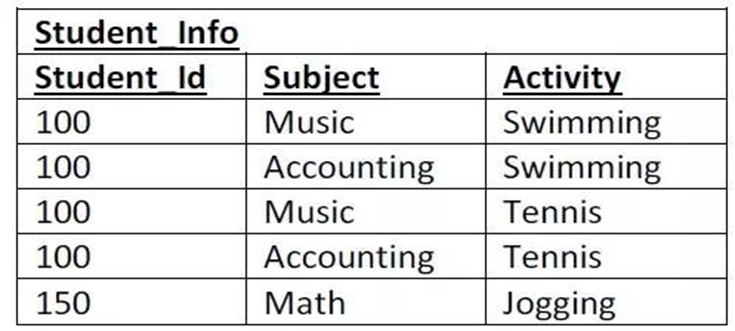 Student_Info
Student_Id Subject Activity
100 Music Swimming
100 Accounting Swimming
100 Music Tennis
100 Accounting Tennis
150 Math Jogging